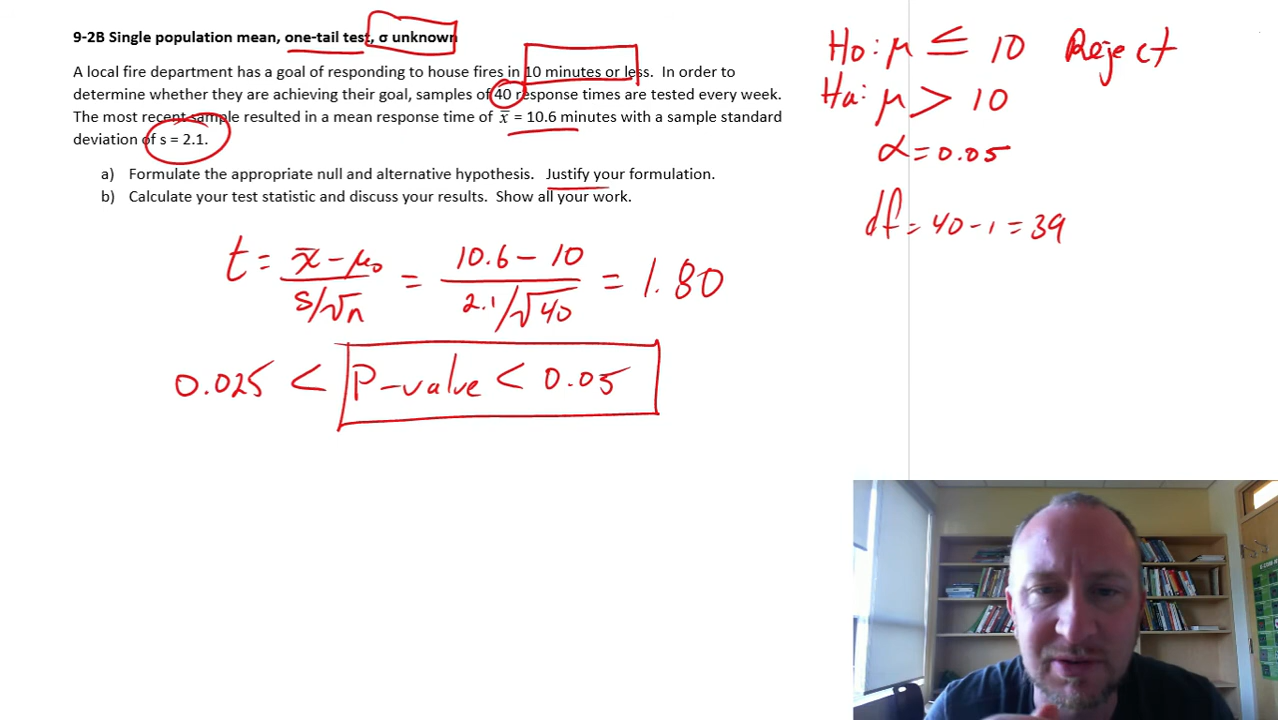 9-2B Single population mean, one-tail test, σ unknown
A local fire department has a goal of responding to house fires in 10 minutes or less. In order to
determine whether they are achieving their goal, samples of 40 response times are tested every week.
The most recent sample resulted in a mean response time of x̅ = 10.6 minutes with a sample standard
deviation of s = 2.1.
a) Formulate the appropriate null and alternative hypothesis. Justify your formulation.
b) Calculate your test statistic and discuss your results. Show all your work.
t = x̅ - μ₀ / s/√n = 10.6 - 10 / 2.1/√40 = 1.80
0.025 < P-value < 0.05
Ho: μ ≤ 10 Reject
Ha: μ > 10
α = 0.05
df = 40 - 1 = 39